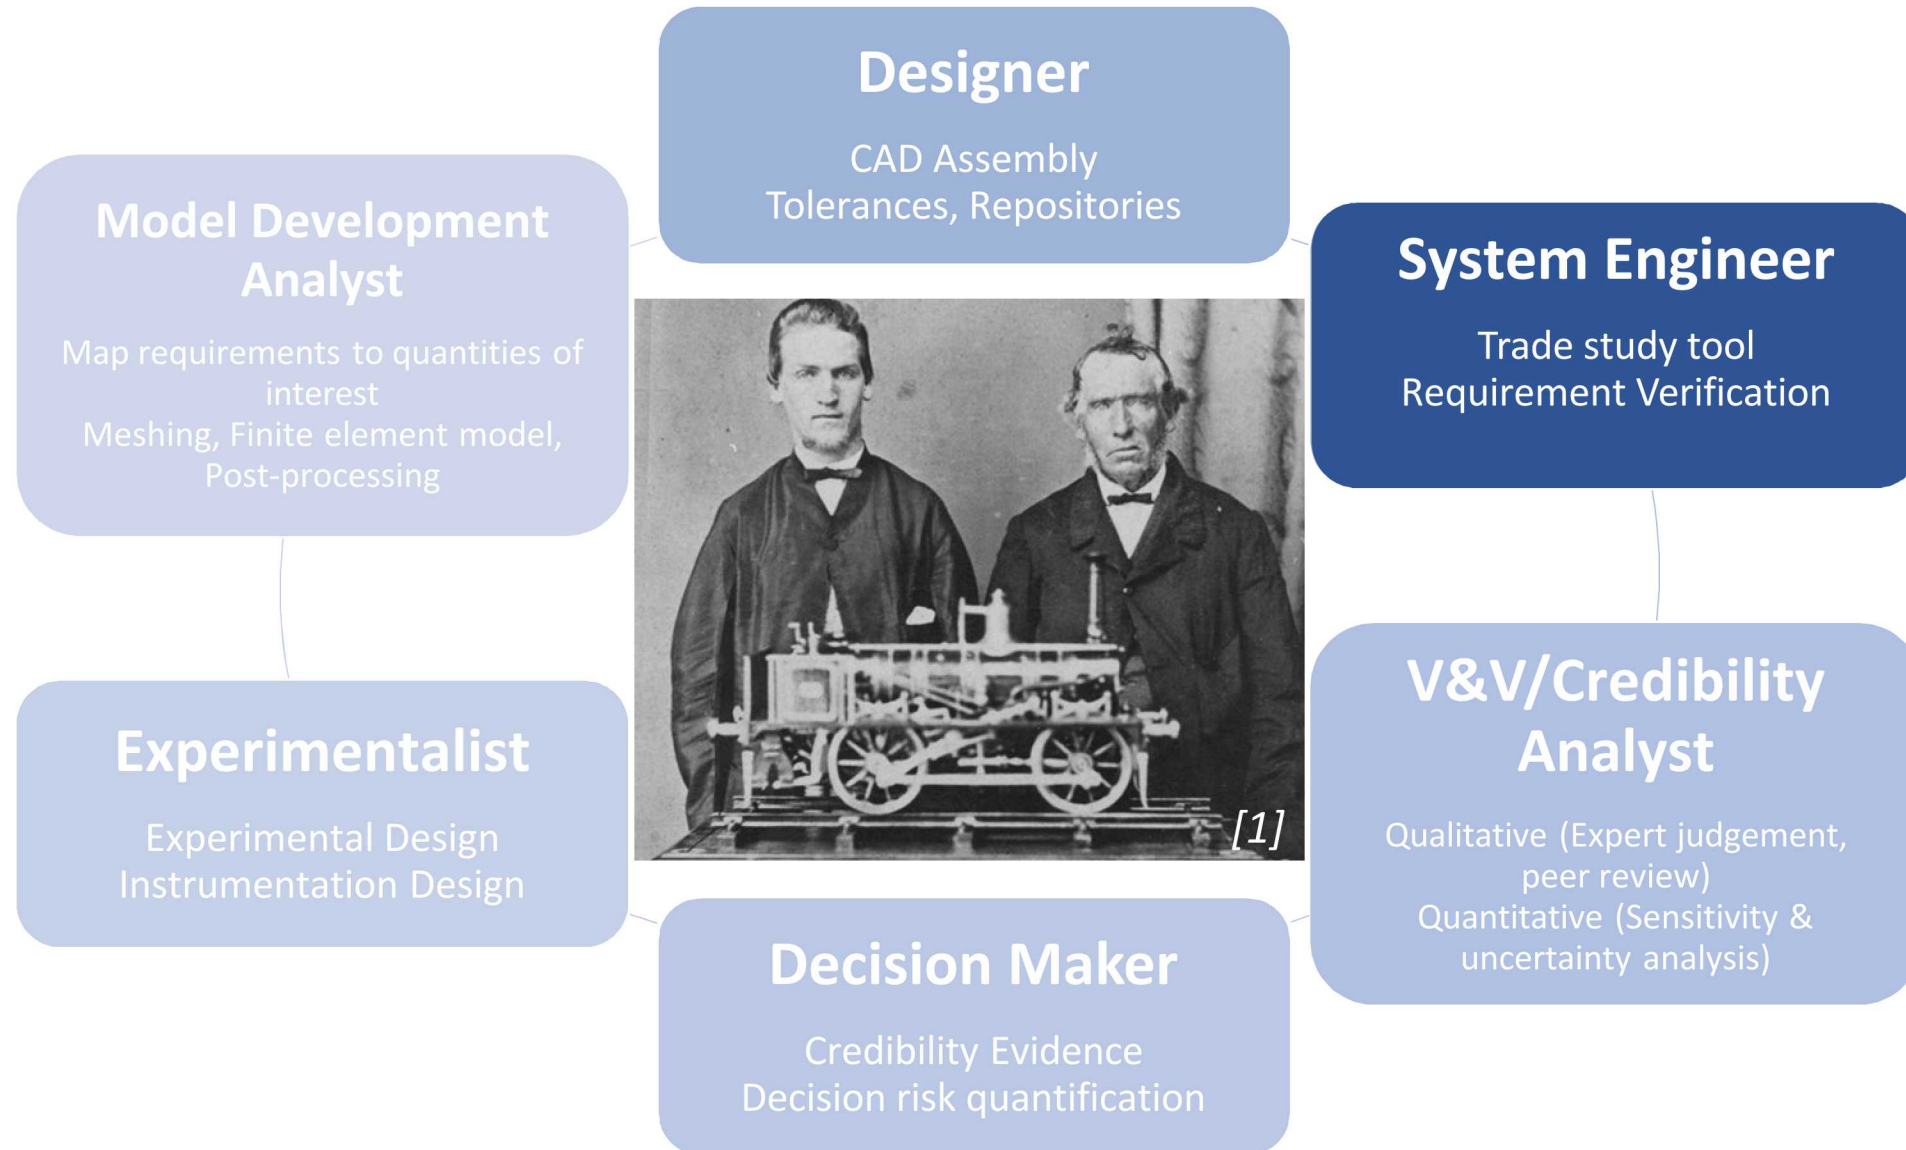 Designer
CAD Assembly
Tolerances, Repositories
System Engineer
Trade study tool
Requirement Verification
V&V/Credibility
Analyst
Qualitative (Expert judgement,
peer review)
Quantitative (Sensitivity &
uncertainty analysis)
Decision Maker
Credibility Evidence
Decision risk quantification
Experimentalist
Experimental Design
Instrumentation Design
Model Development
Analyst
Map requirements to quantities of
interest
Meshing, Finite element model,
Post-processing
[1]